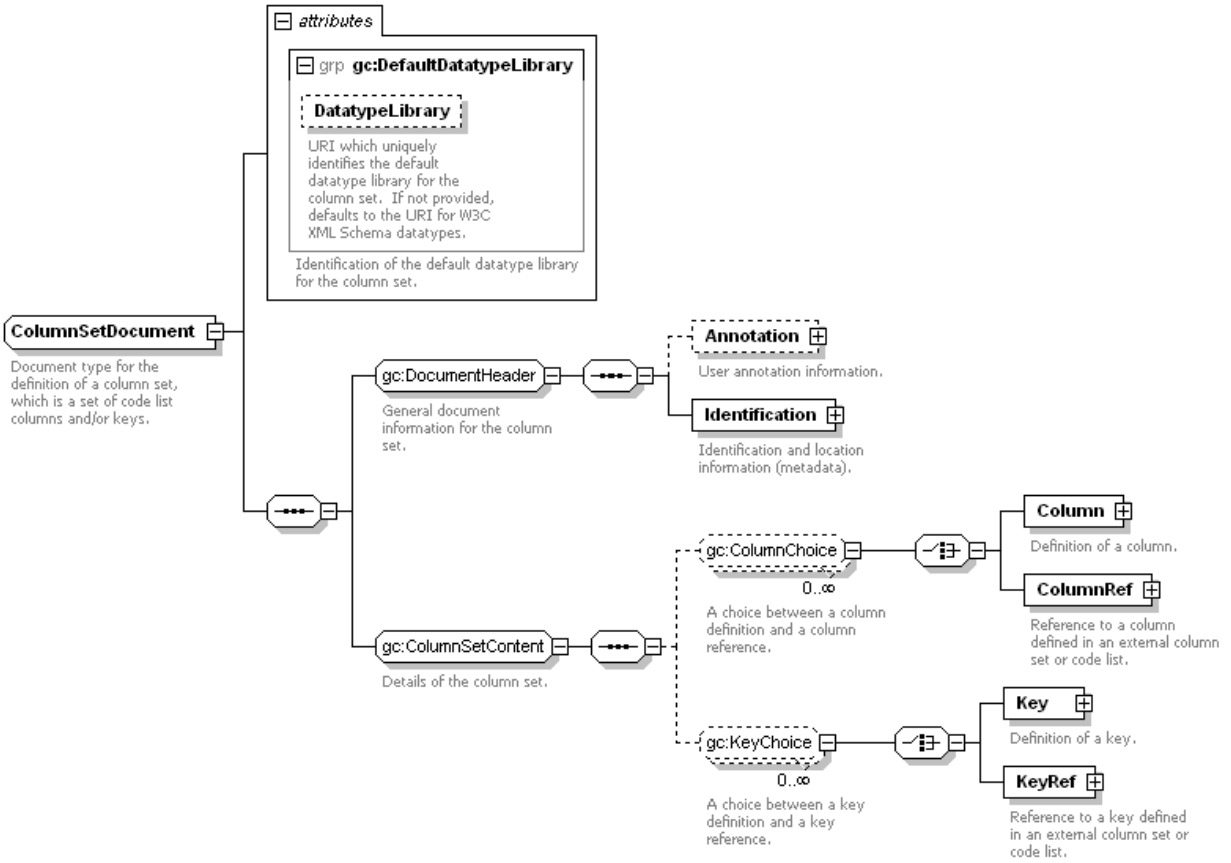 attributes
grp gc:DefaultDatatypeLibrary
DatatypeLibrary
URI which uniquely
identifies the default
datatype library for the
column set. If not provided,
defaults to the URI for W3C
XML Schema datatypes.
Identification of the default datatype library
for the column set.
ColumnSetDocument
Document type for the
definition of a column set,
which is a set of code list
columns and/or keys.
gc:DocumentHeader
General document
information for the column
set.
Annotation
User annotation information.
Identification
Identification and location
information (metadata).
gc:ColumnSetContent
Details of the column set.
gc:ColumnChoice
0..∞
A choice between a column
definition and a column
reference.
Column
Definition of a column.
ColumnRef
Reference to a column
defined in an external column
set or code list.
gc:KeyChoice
0..∞
A choice between a key
definition and a key
reference.
Key
Definition of a key.
KeyRef
Reference to a key defined
in an external column set or
code list.